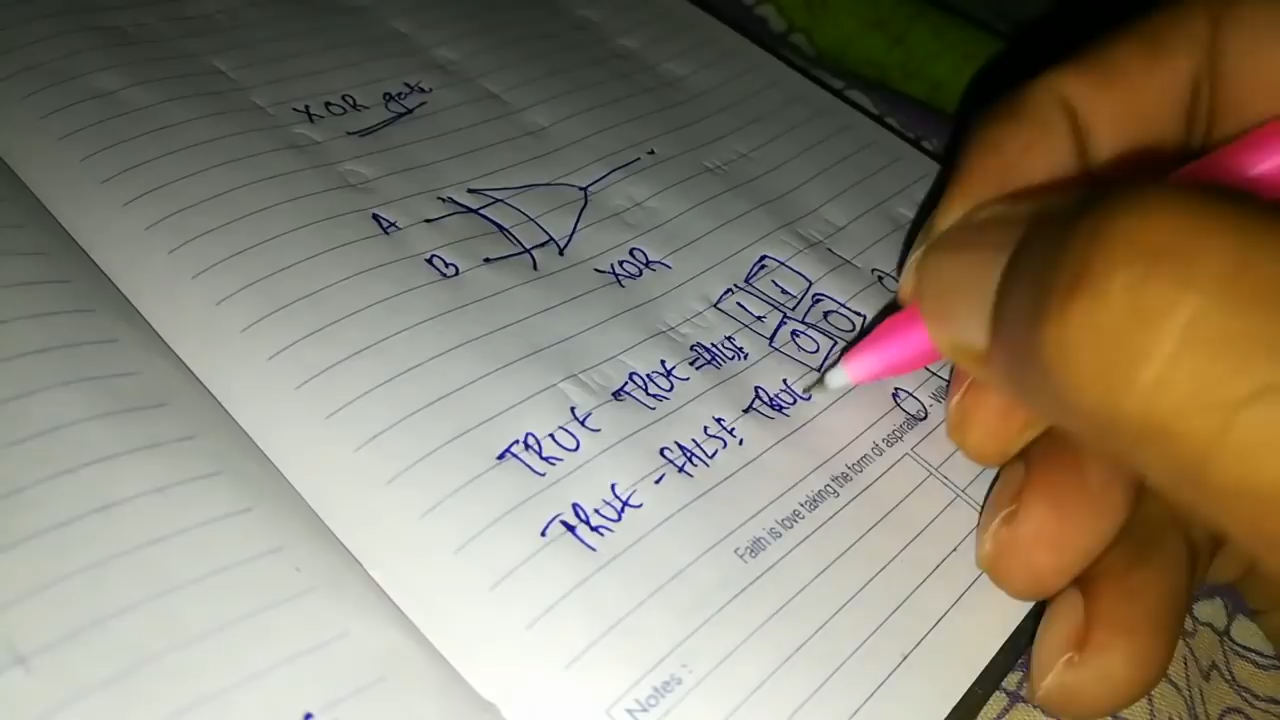 XOR gate
A
B
XOR
1 1
0 0
TRUE TRUE = FALSE
TRUE - FALSE TRUE
0
Faith is love taking the form of aspiration. - Wil
Notes :